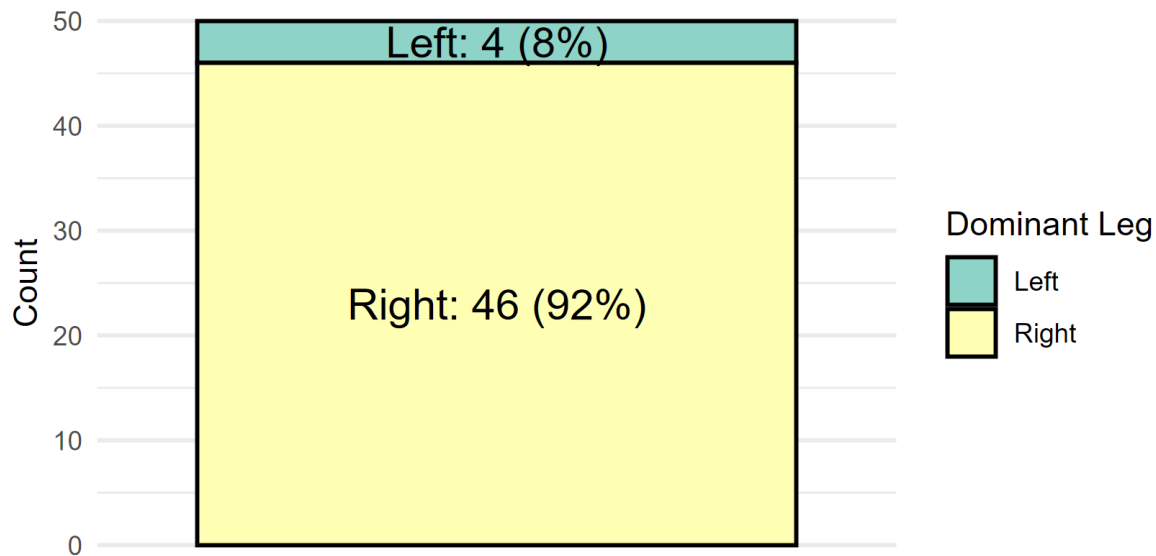 50
40
30
20
10
0
Count
Left: 4 (8%)
Right: 46 (92%)
Dominant Leg
Left
Right